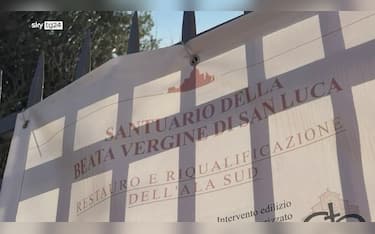 sky tg24
SANTUARIO DELLA
BEATA VERGINE DI SAN LUCA
RESTAURO E RIQUALIFICAZIONE
DELL'ALA SUD
Intervento edilizio